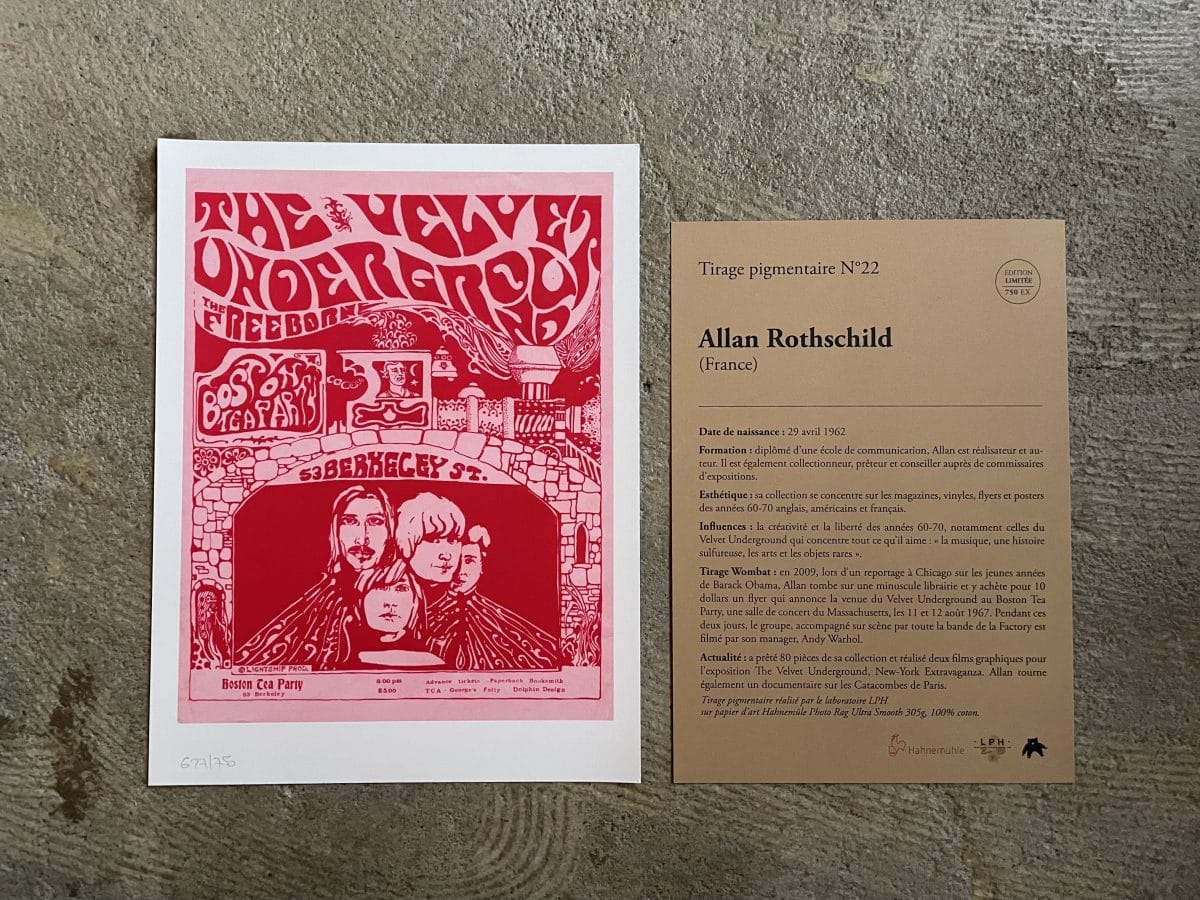 THE VELVET
UNDERGROUND
THE
FREEBORNE
BOSTON
TEA PARTY
53 BERKELEY ST.
© LIGHTSHIP PROD.
Boston Tea Party
53 Berkeley
8:00 pm
$3.00
Advance tickets - Paperback Booksmith
TCA - George's Folly Dolphin Design
Tirage pigmentaire N°22
ÉDITION
LIMITÉE
750 EX
Allan Rothschild
(France)
Date de naissance : 29 avril 1962
Formation : diplômé d'une école de communication, Allan est réalisateur et au-
teur. Il est également collectionneur, prêteur et conseiller auprès de commissaires
d'expositions.
Esthétique : sa collection se concentre sur les magazines, vinyles, flyers et posters
des années 60-70 anglais, américains et français.
Influences : la créativité et la liberté des années 60-70, notamment celles du
Velvet Underground qui concentre tout ce qu'il aime : « la musique, une histoire
sulfureuse, les arts et les objets rares ».
Tirage Wombat : en 2009, lors d'un reportage à Chicago sur les jeunes années
de Barack Obama, Allan tombe sur une minuscule librairie et y achète pour 10
dollars un flyer qui annonce la venue du Velvet Underground au Boston Tea
Party, une salle de concert du Massachusetts, les 11 et 12 août 1967. Pendant ces
deux jours, le groupe, accompagné sur scène par toute la bande de la Factory est
filmé par son manager, Andy Warhol.
Actualité : a prêté 80 pièces de sa collection et réalisé deux films graphiques pour
l'exposition The Velvet Underground, New-York Extravaganza. Allan tourne
également un documentaire sur les Catacombes de Paris.
Tirage pigmentaire réalisé par le laboratoire LPH
sur papier d'art Hahnemüle Photo Rag Ultra Smooth 305g, 100% coton.
Hahnemühle
LPH